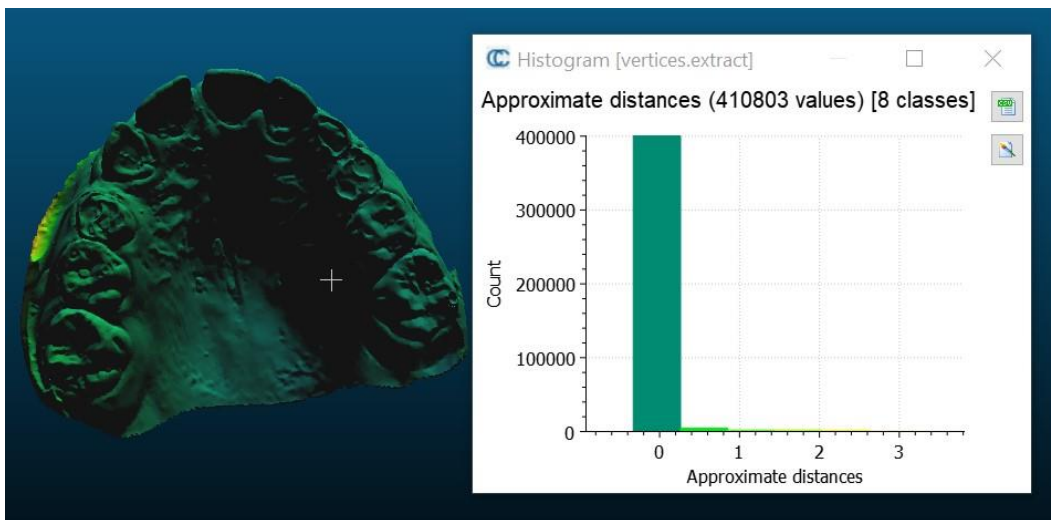 Histogram [vertices.extract]
Approximate distances (410803 values) [8 classes]
CSV
400000
300000
200000
100000
0
Count
0 1 2 3
Approximate distances